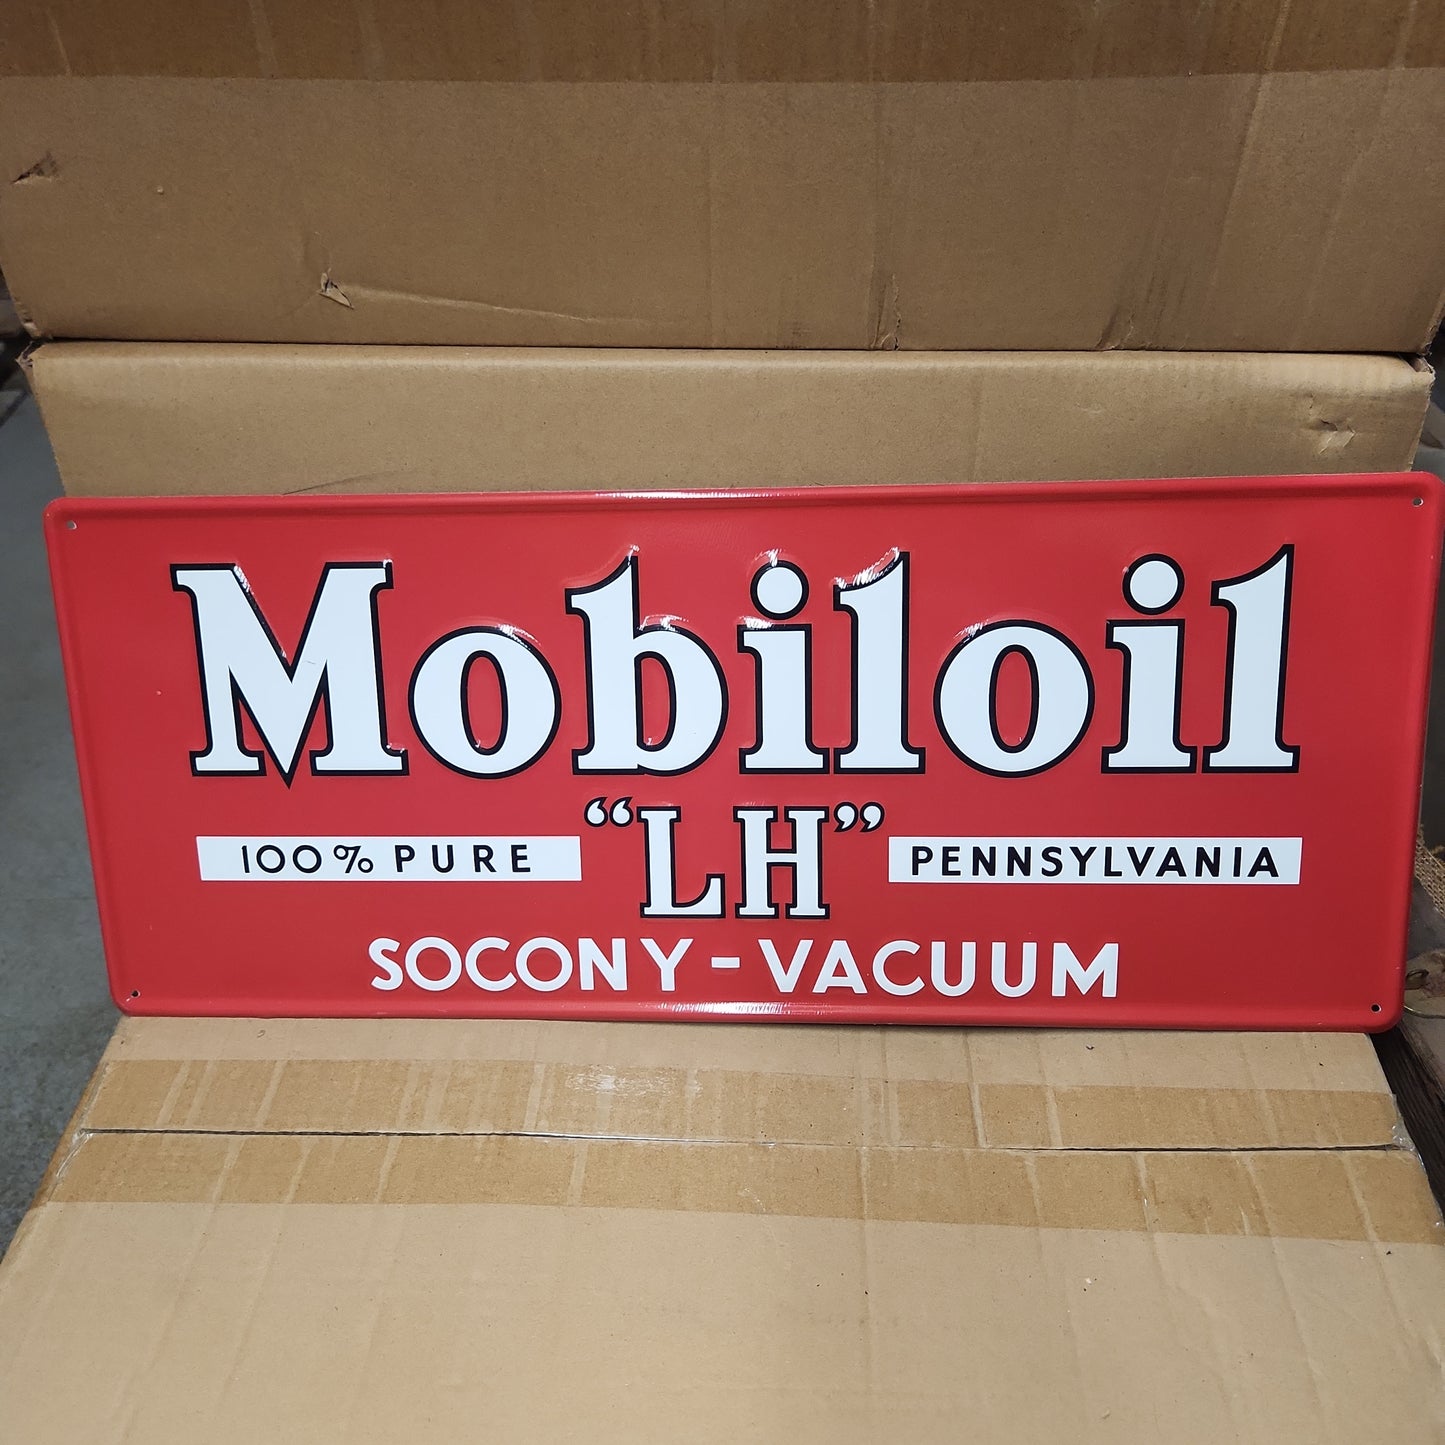 Mobiloil
100% PURE “LH” PENNSYLVANIA
SOCONY-VACUUM